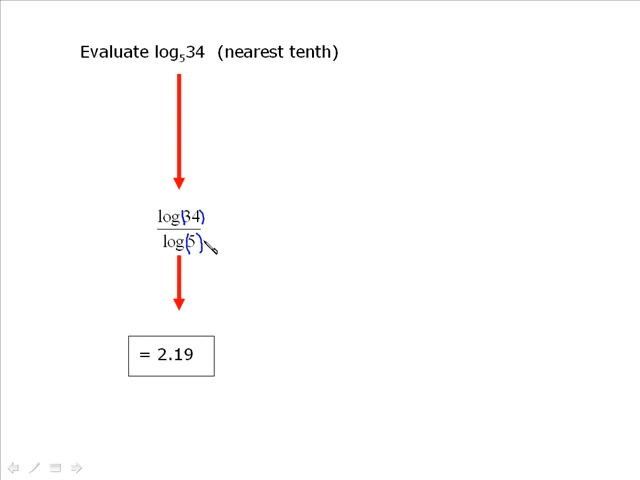 Evaluate log₅34 (nearest tenth)
log(34)
log(5)
= 2.19